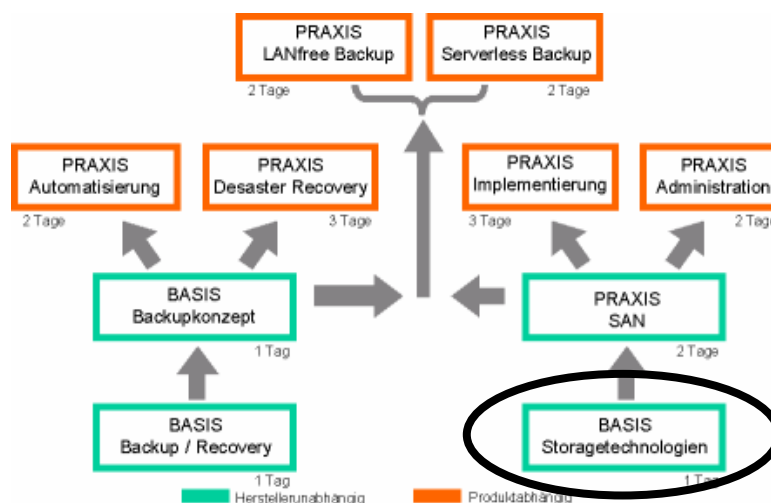 PRAXIS
LANfree Backup
2 Tage
PRAXIS
Serverless Backup
2 Tage
PRAXIS
Automatisierung
2 Tage
PRAXIS
Desaster Recovery
3 Tage
PRAXIS
Implementierung
3 Tage
PRAXIS
Administration
2 Tage
BASIS
Backupkonzept
1 Tag
PRAXIS
SAN
2 Tage
BASIS
Backup / Recovery
1 Tag
BASIS
Storagetechnologien
1 Tag
Herstellerunabhängig
Produktabhängig